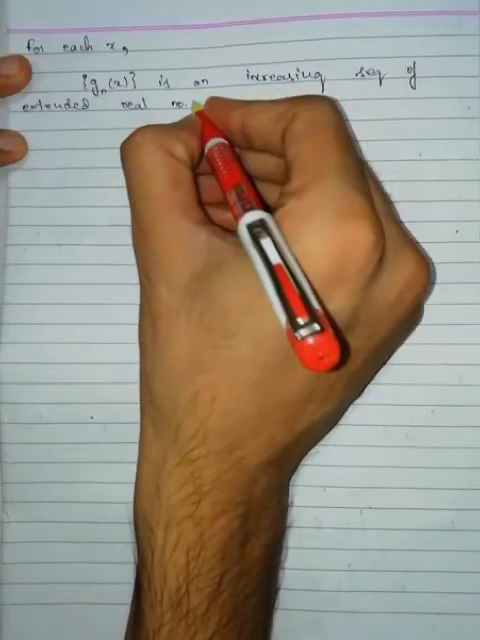 For each x,
{gₙ(x)} is an increasing seq of
extended real no.